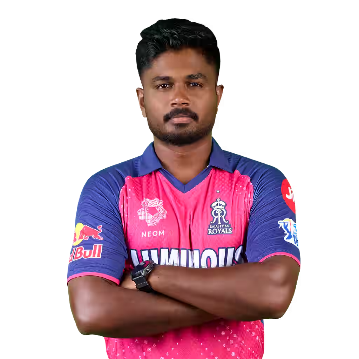 NEOM
RAJASTHAN
ROYALS
Red Bull
LUMINOUS